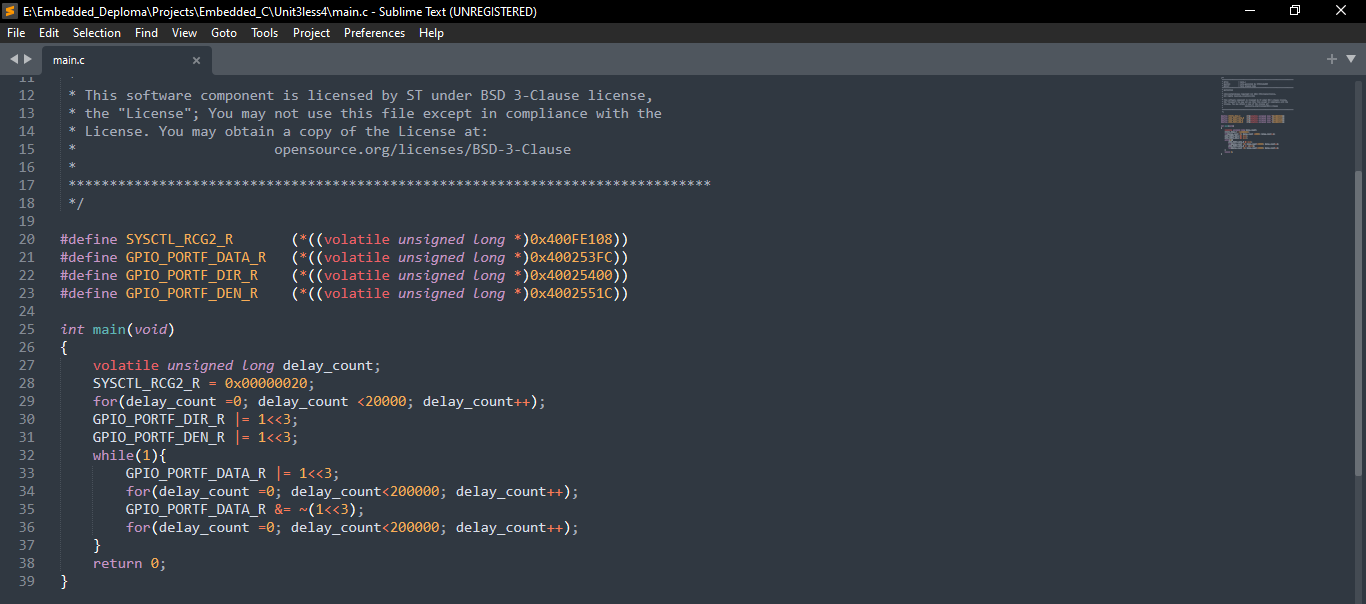 E:\Embedded_Deploma\Projects\Embedded_C\Unit3less4\main.c - Sublime Text (UNREGISTERED)
File Edit Selection Find View Goto Tools Project Preferences Help
main.c
11 *
12 * This software component is licensed by ST under BSD 3-Clause license,
13 * the "License"; You may not use this file except in compliance with the
14 * License. You may obtain a copy of the License at:
15 * opensource.org/licenses/BSD-3-Clause
16 *
17 ******************************************************************************
18 */
19
20 #define SYSCTL_RCG2_R (*((volatile unsigned long *)0x400FE108))
21 #define GPIO_PORTF_DATA_R (*((volatile unsigned long *)0x400253FC))
22 #define GPIO_PORTF_DIR_R (*((volatile unsigned long *)0x40025400))
23 #define GPIO_PORTF_DEN_R (*((volatile unsigned long *)0x4002551C))
24
25 int main(void)
26 {
27 volatile unsigned long delay_count;
28 SYSCTL_RCG2_R = 0x00000020;
29 for(delay_count =0; delay_count <20000; delay_count++);
30 GPIO_PORTF_DIR_R |= 1<<3;
31 GPIO_PORTF_DEN_R |= 1<<3;
32 while(1){
33 GPIO_PORTF_DATA_R |= 1<<3;
34 for(delay_count =0; delay_count<200000; delay_count++);
35 GPIO_PORTF_DATA_R &= ~(1<<3);
36 for(delay_count =0; delay_count<200000; delay_count++);
37 }
38 return 0;
39 }